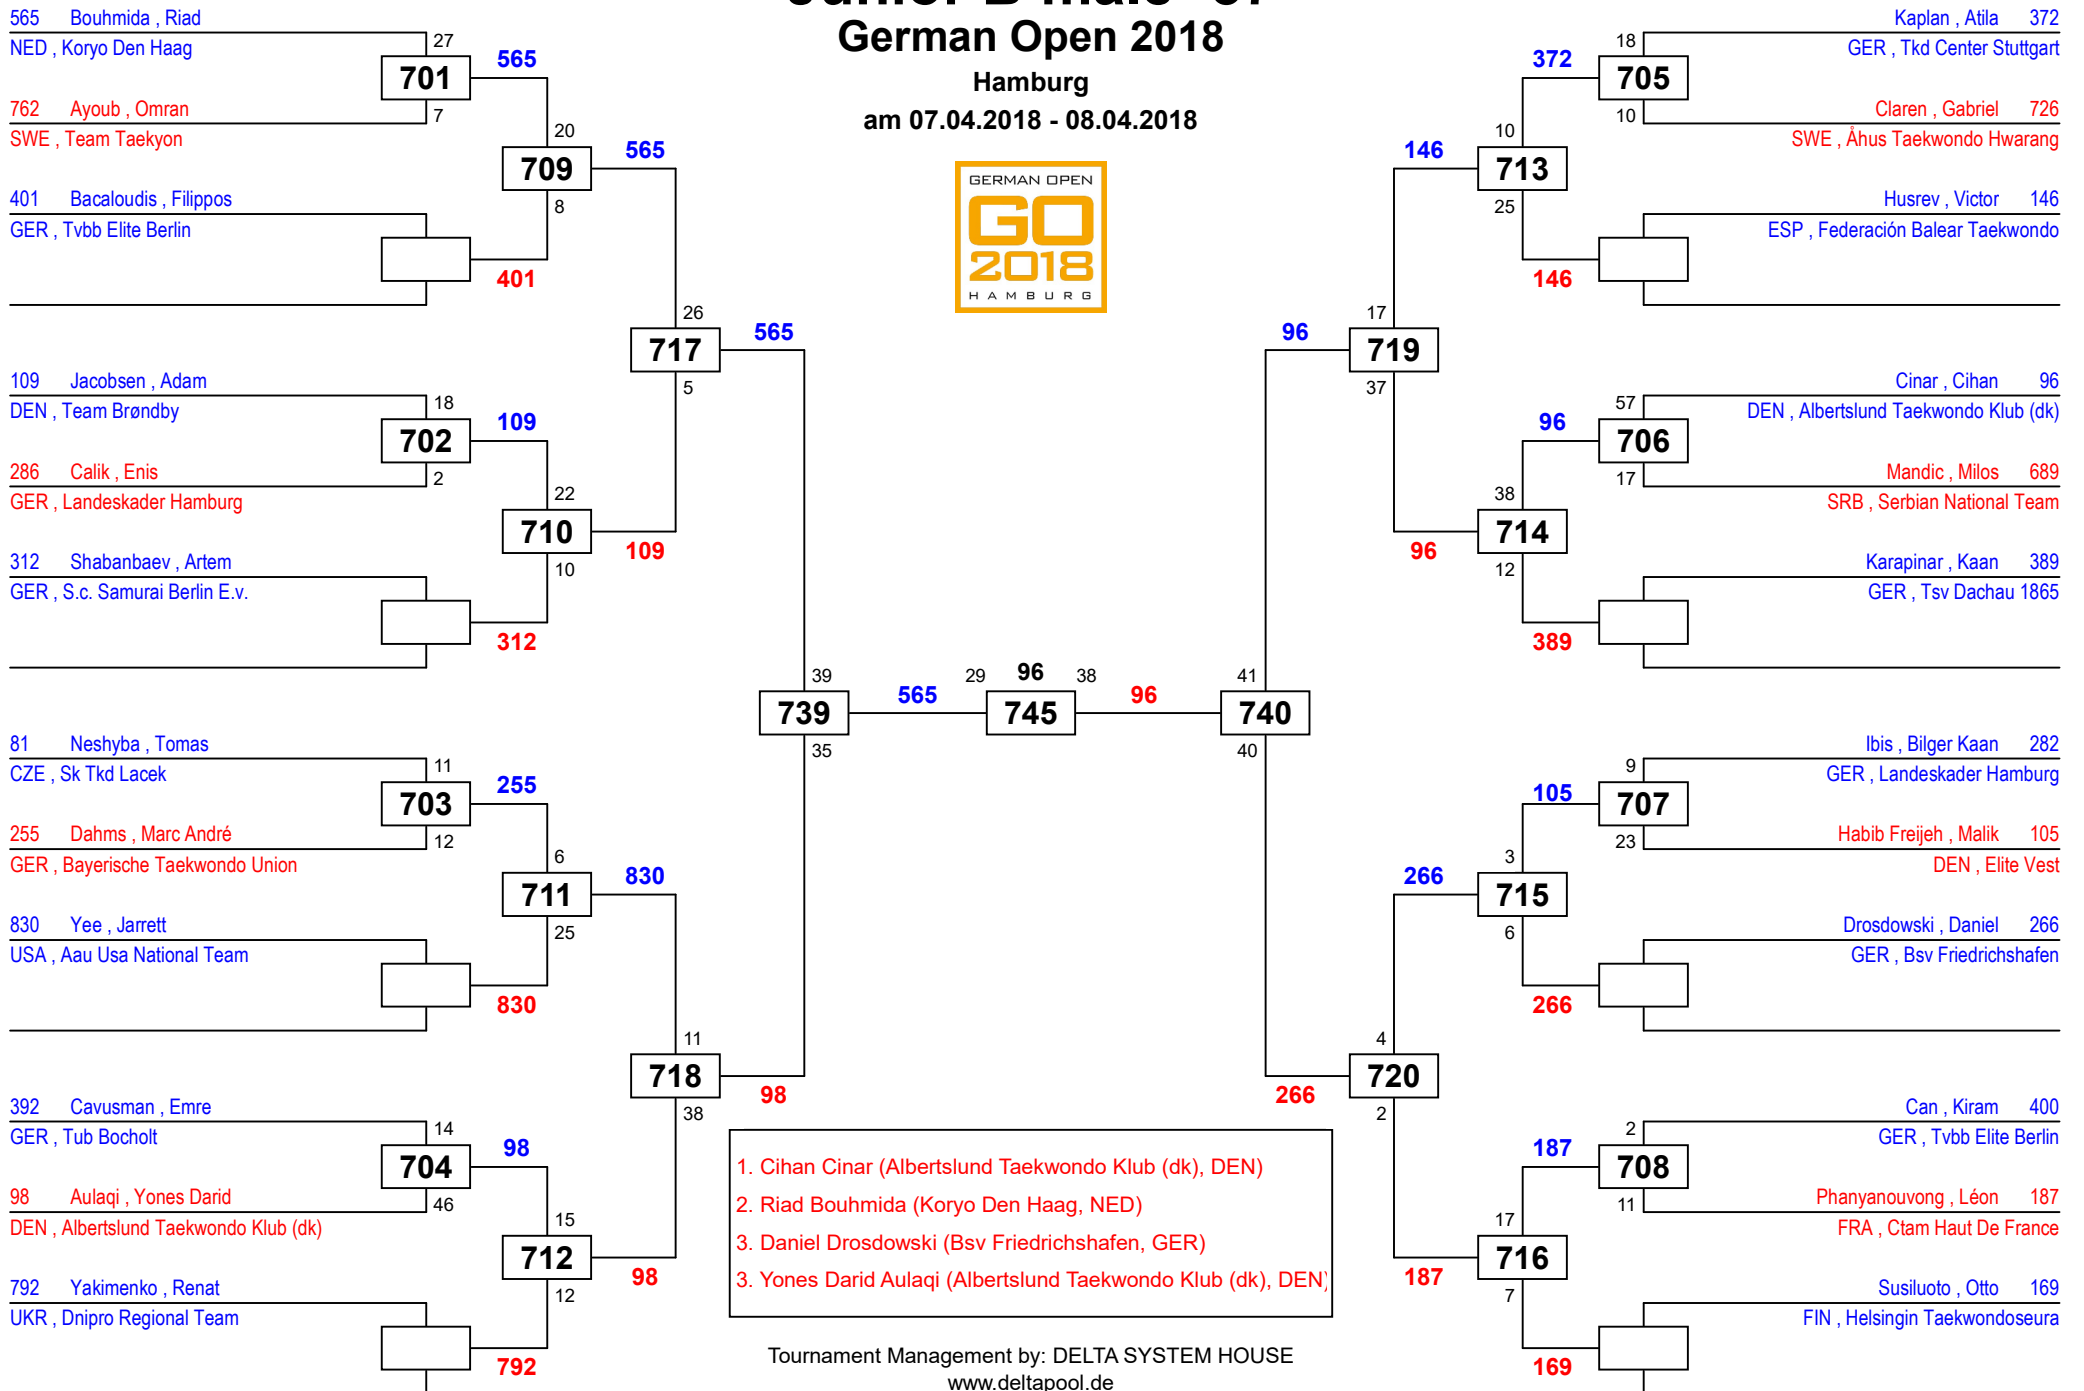 German Open 2018
Hamburg
am 07.04.2018 - 08.04.2018
GERMAN OPEN
GO
2018
HAMBURG
565 Bouhmida , Riad
NED , Koryo Den Haag
27
701
565
7
762 Ayoub , Omran
SWE , Team Taekyon
20
709
565
8
401 Bacaloudis , Filippos
GER , Tvbb Elite Berlin
401
26
717
565
5
109 Jacobsen , Adam
DEN , Team Brøndby
18
702
109
2
286 Calik , Enis
GER , Landeskader Hamburg
22
710
109
10
312 Shabanbaev , Artem
GER , S.c. Samurai Berlin E.v.
312
39
739
565
35
81 Neshyba , Tomas
CZE , Sk Tkd Lacek
11
703
255
12
255 Dahms , Marc André
GER , Bayerische Taekwondo Union
6
711
830
25
830 Yee , Jarrett
USA , Aau Usa National Team
830
11
718
98
38
392 Cavusman , Emre
GER , Tub Bocholt
14
704
98
46
98 Aulaqi , Yones Darid
DEN , Albertslund Taekwondo Klub (dk)
15
712
98
12
792 Yakimenko , Renat
UKR , Dnipro Regional Team
792
29 96 38
745
96
Kaplan , Atila 372
GER , Tkd Center Stuttgart
18
372
705
10
Claren , Gabriel 726
SWE , Åhus Taekwondo Hwarang
10
146
713
25
Husrev , Victor 146
ESP , Federación Balear Taekwondo
146
17
96
719
37
Cinar , Cihan 96
DEN , Albertslund Taekwondo Klub (dk)
57
96
706
17
Mandic , Milos 689
SRB , Serbian National Team
38
714
96
12
Karapinar , Kaan 389
GER , Tsv Dachau 1865
389
41
740
40
Ibis , Bilger Kaan 282
GER , Landeskader Hamburg
9
105
707
23
Habib Freijeh , Malik 105
DEN , Elite Vest
3
266
715
6
Drosdowski , Daniel 266
GER , Bsv Friedrichshafen
266
4
720
266
2
Can , Kiram 400
GER , Tvbb Elite Berlin
2
187
708
11
Phanyanouvong , Léon 187
FRA , Ctam Haut De France
17
716
187
7
Susiluoto , Otto 169
FIN , Helsingin Taekwondoseura
169
1. Cihan Cinar (Albertslund Taekwondo Klub (dk), DEN)
2. Riad Bouhmida (Koryo Den Haag, NED)
3. Daniel Drosdowski (Bsv Friedrichshafen, GER)
3. Yones Darid Aulaqi (Albertslund Taekwondo Klub (dk), DEN)
Tournament Management by: DELTA SYSTEM HOUSE
www.deltapool.de